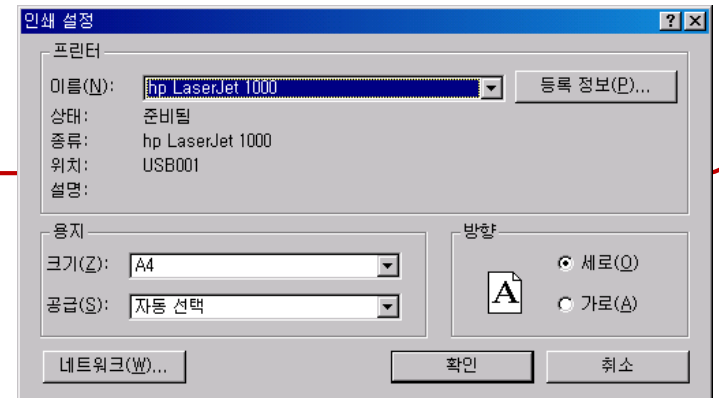 인쇄 설정
프린터
이름(N): hp LaserJet 1000 등록 정보(P)...
상태: 준비됨
종류: hp LaserJet 1000
위치: USB001
설명:
용지 방향
크기(Z): A4 세로(O)
공급(S): 자동 선택 A 가로(A)
네트워크(W)... 확인 취소